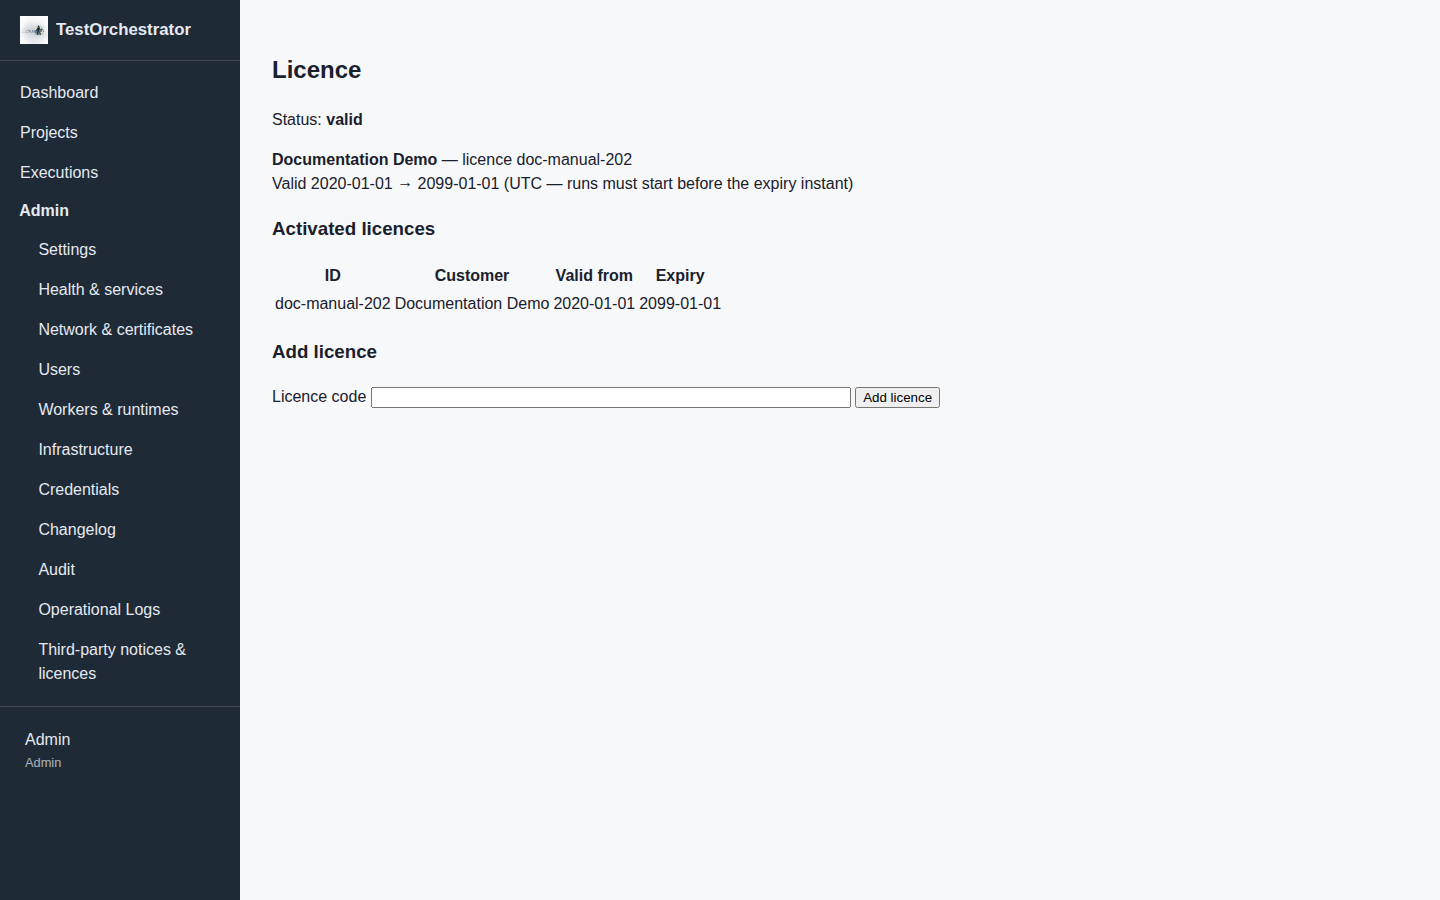 TestOrchestrator
Dashboard
Projects
Executions
Admin
Settings
Health & services
Network & certificates
Users
Workers & runtimes
Infrastructure
Credentials
Changelog
Audit
Operational Logs
Third-party notices &
licences
Admin
Admin
Licence
Status: valid
Documentation Demo — licence doc-manual-202
Valid 2020-01-01 → 2099-01-01 (UTC — runs must start before the expiry instant)
Activated licences
ID Customer Valid from Expiry
doc-manual-202 Documentation Demo 2020-01-01 2099-01-01
Add licence
Licence code Add licence